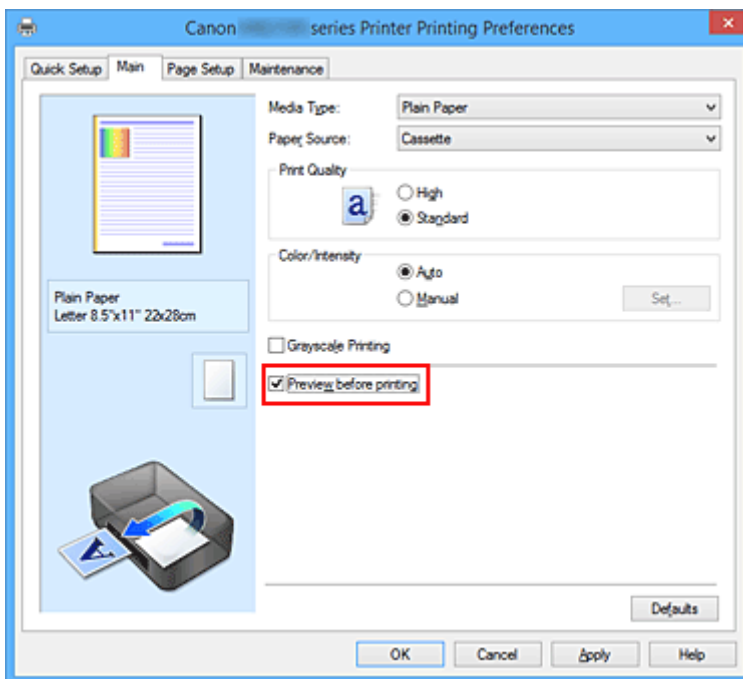 Canon series Printer Printing Preferences
Quick Setup Main Page Setup Maintenance
Media Type: Plain Paper
Paper Source: Cassette
Print Quality
a
High
Standard
Color/Intensity
Auto
Manual
Set...
Plain Paper
Letter 8.5"x11" 22x28cm
Grayscale Printing
Preview before printing
A
Defaults
OK Cancel Apply Help